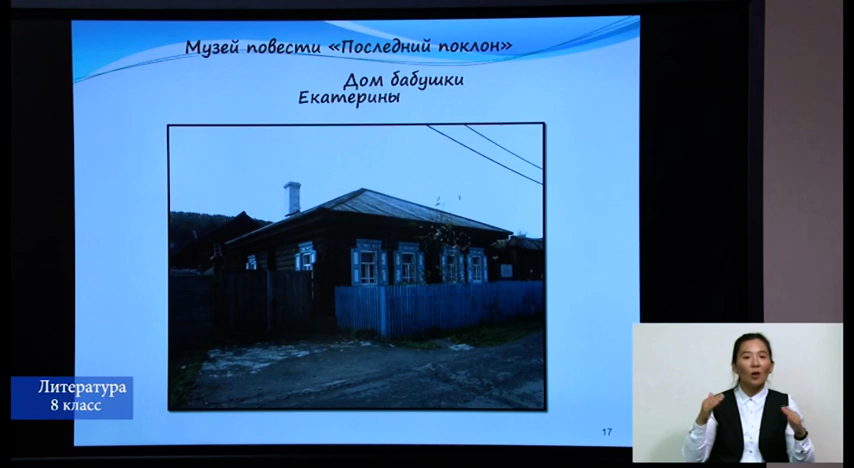 Музей повести «Последний поклон»
Дом бабушки
Екатерины
17
Литература
8 класс